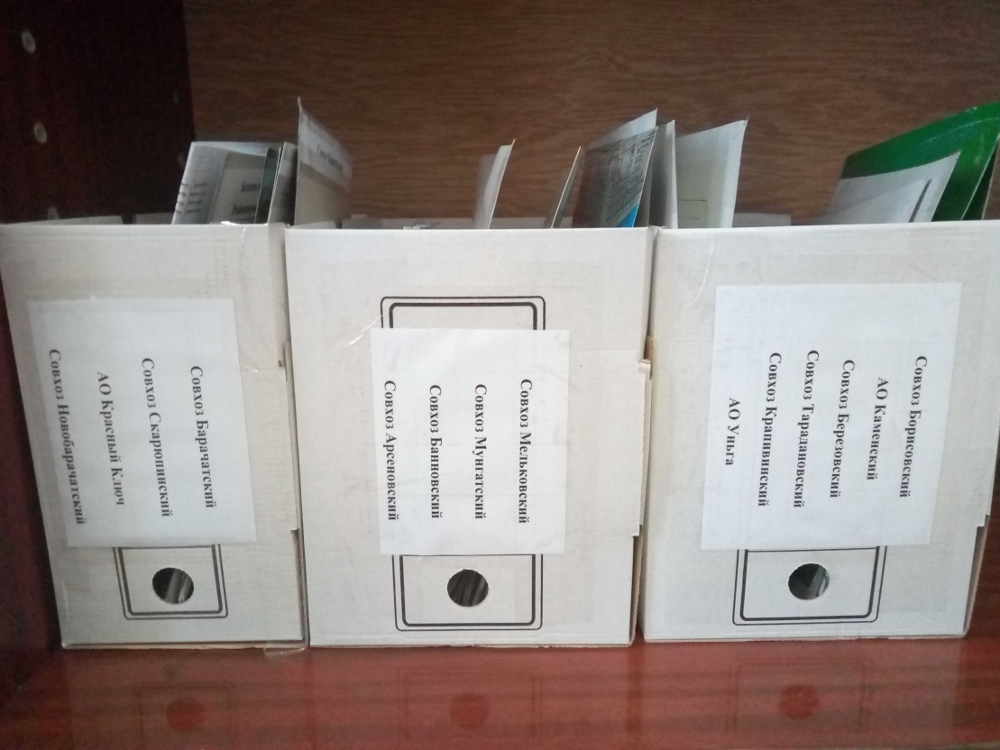 Совхоз Барачатский
Совхоз Скарюпинский
АО Красный Ключ
Совхоз Новобарачатский
Совхоз Мельковский
Совхоз Мунгатский
Совхоз Банновский
Совхоз Арсеновский
Совхоз Борисовский
АО Каменский
Совхоз Березовский
Совхоз Тарадановский
Совхоз Крапивинский
АО Уньга